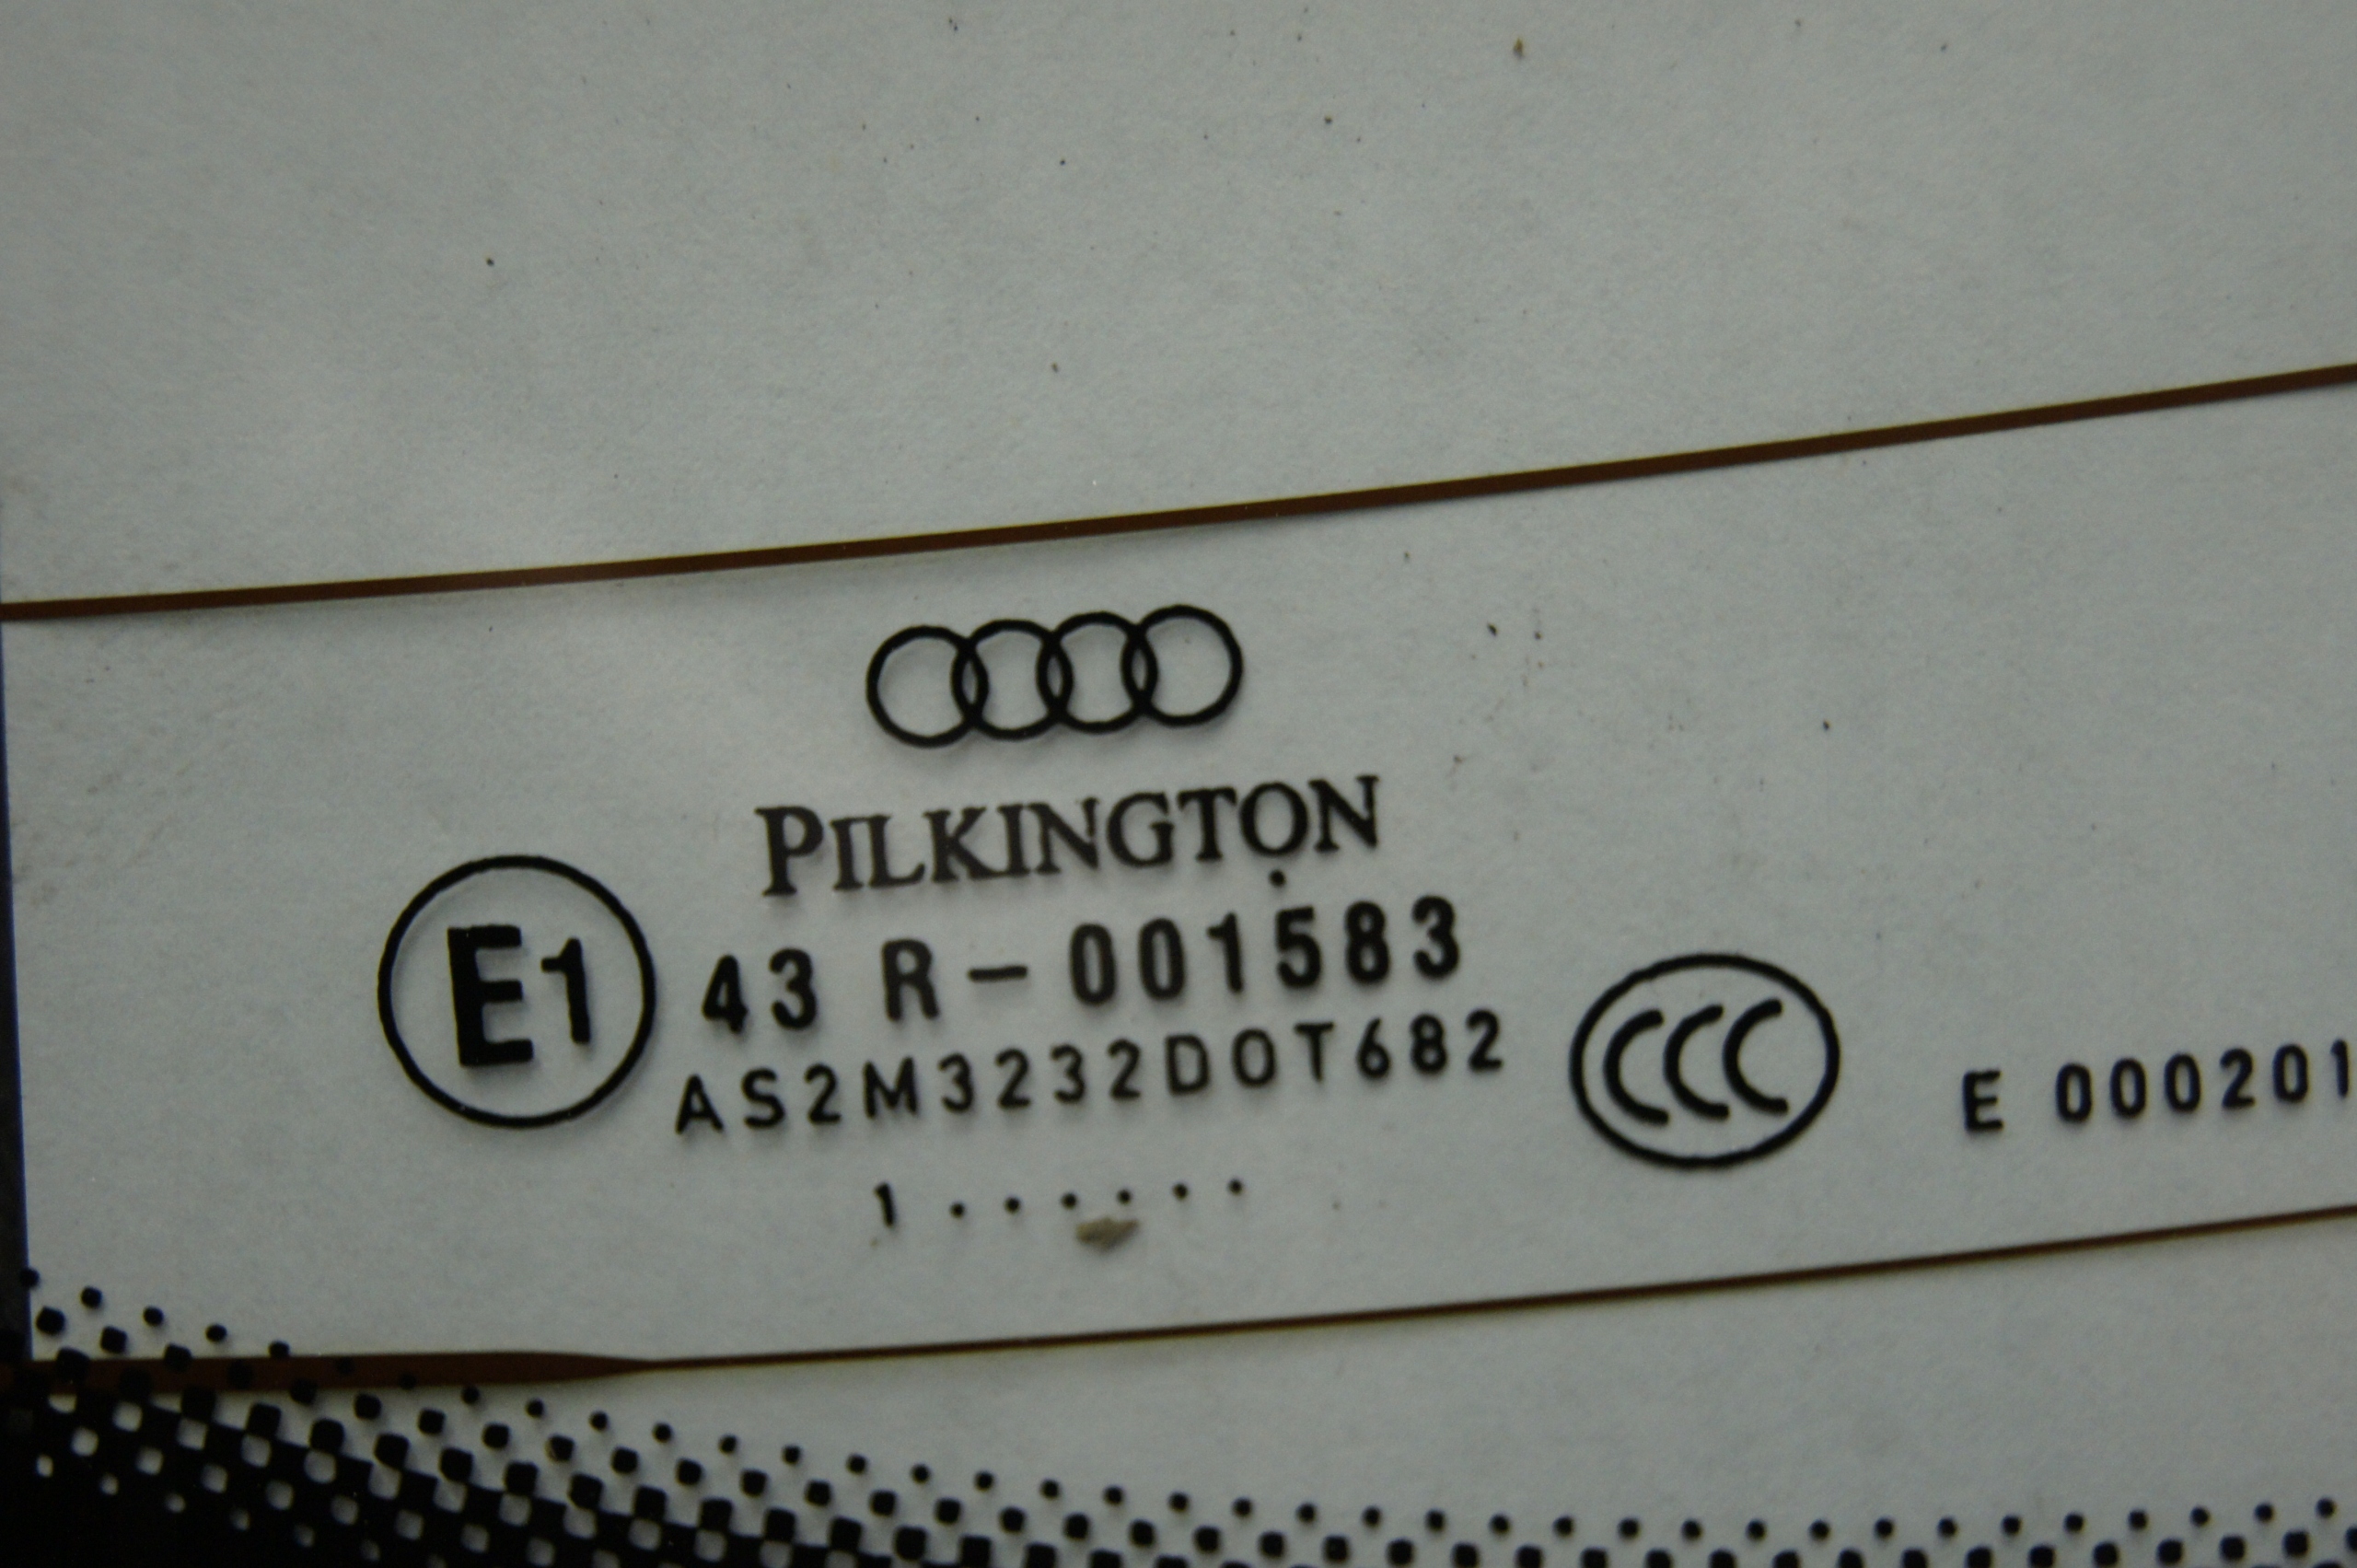 PILKINGTON
E1
43 R-001583
AS2M3232DOT682
CCC
E 000201
1 . . . . . .